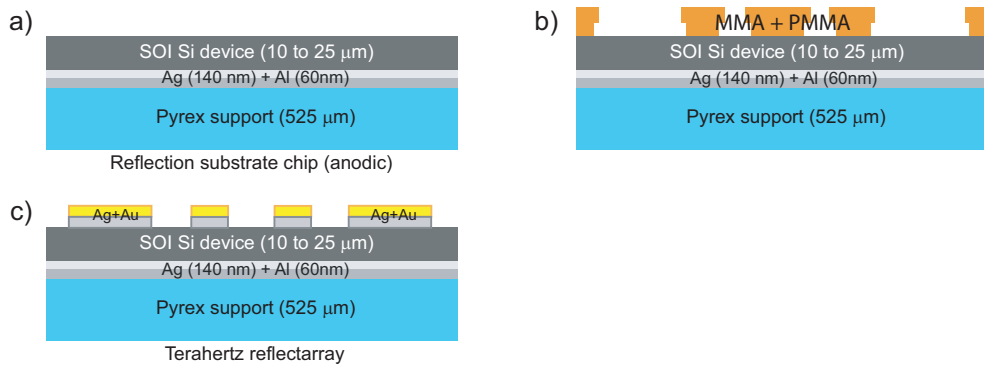 a)
SOI Si device (10 to 25 μm)
Ag (140 nm) + Al (60nm)
Pyrex support (525 μm)
Reflection substrate chip (anodic)
b)
MMA + PMMA
SOI Si device (10 to 25 μm)
Ag (140 nm) + Al (60nm)
Pyrex support (525 μm)
c)
Ag+Au
Ag+Au
SOI Si device (10 to 25 μm)
Ag (140 nm) + Al (60nm)
Pyrex support (525 μm)
Terahertz reflectarray